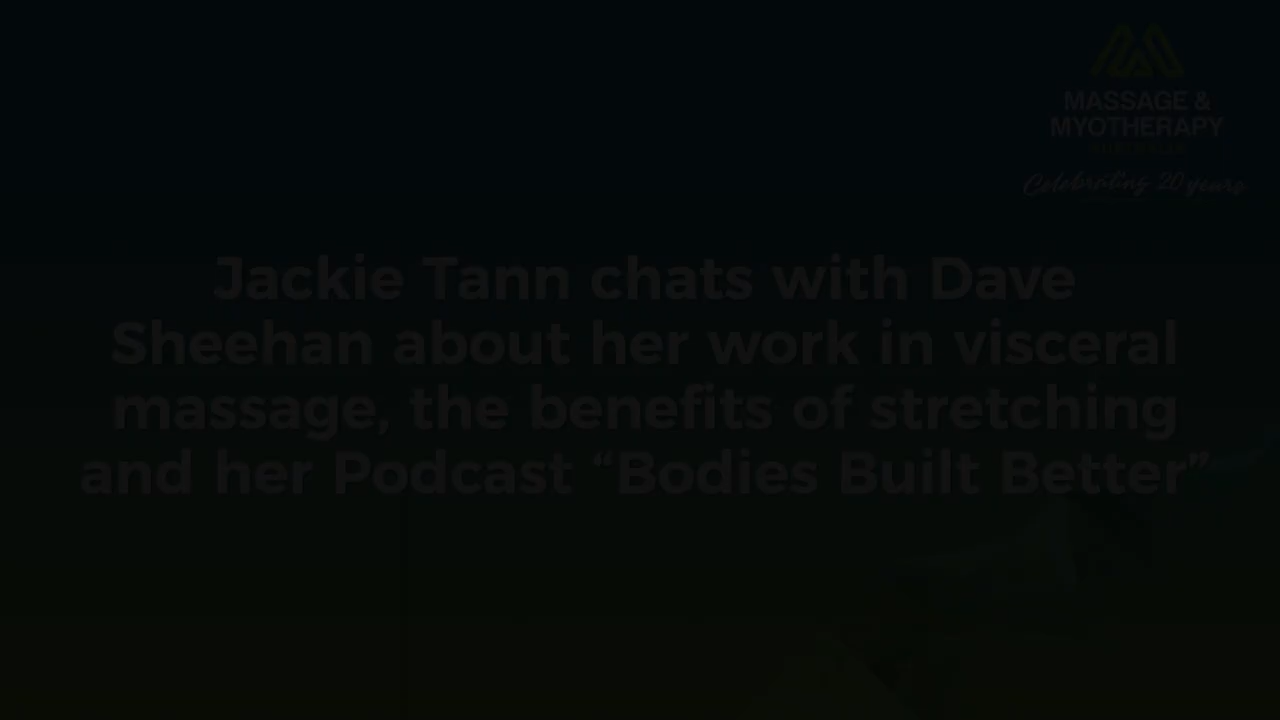 MASSAGE &
MYOTHERAPY
AUSTRALIA
Celebrating 20 years
Jackie Tann chats with Dave
Sheehan about her work in visceral
massage, the benefits of stretching
and her Podcast “Bodies Built Better”